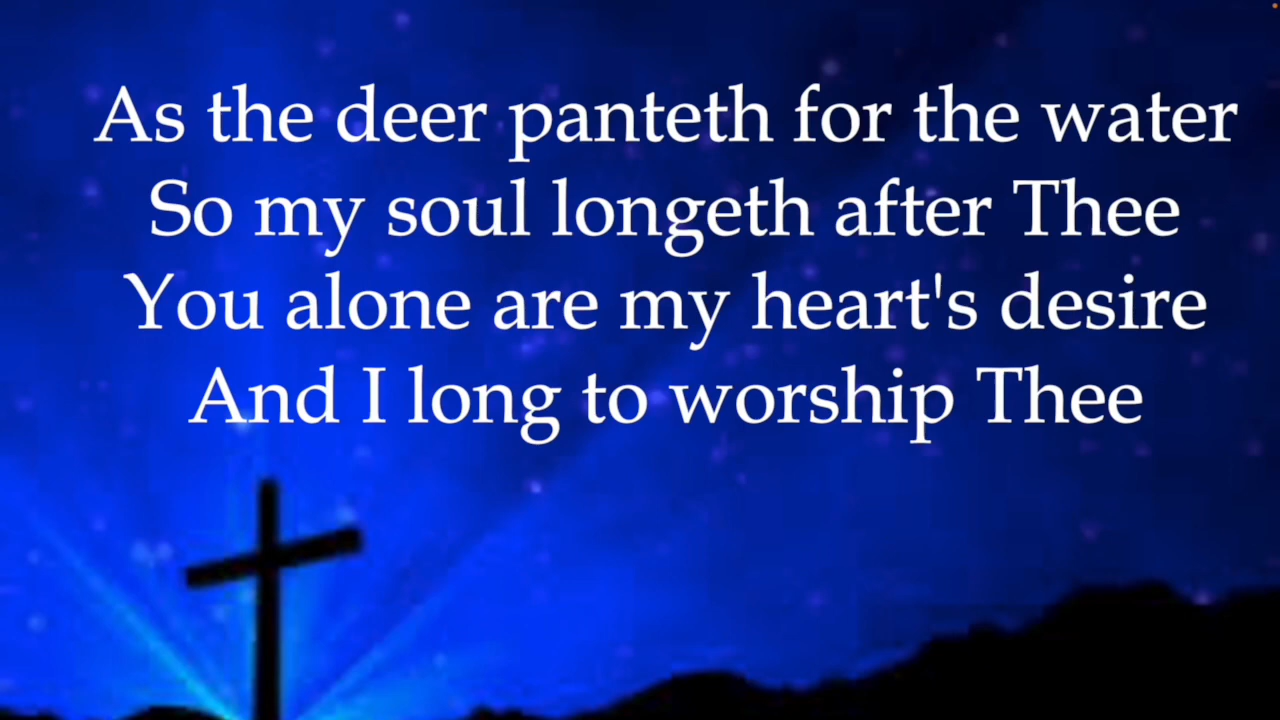 As the deer panteth for the water
So my soul longeth after Thee
You alone are my heart's desire
And I long to worship Thee